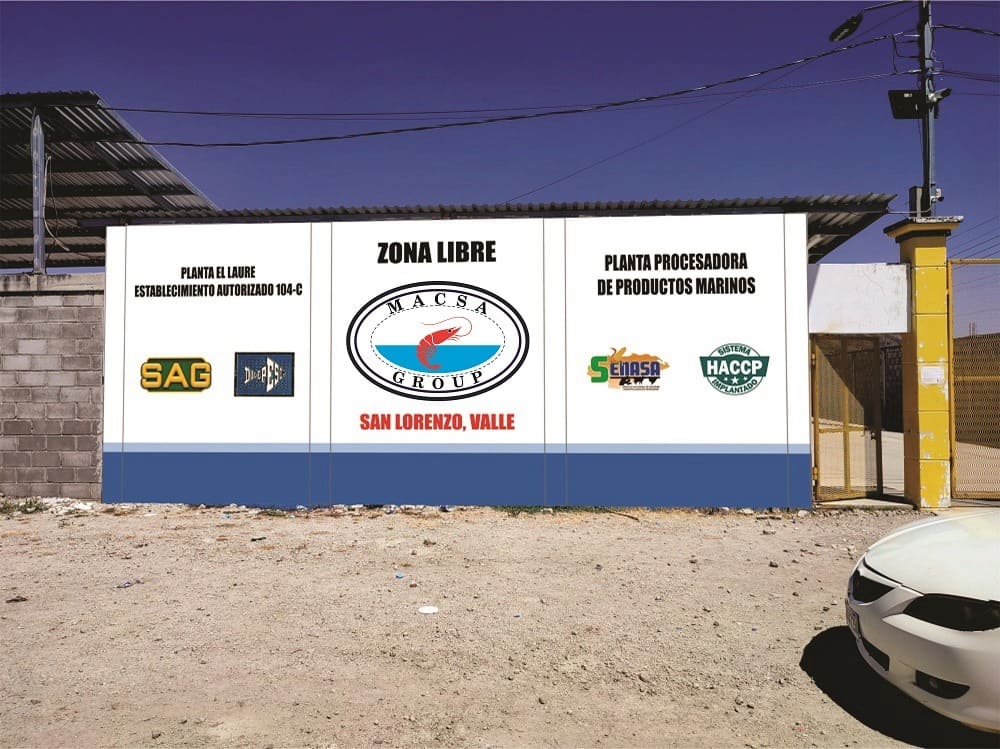 PLANTA EL LAURE
ESTABLECIMIENTO AUTORIZADO 104-C
SAG
DIGEPESCA
ZONA LIBRE
MACSA
GROUP
SAN LORENZO, VALLE
PLANTA PROCESADORA
DE PRODUCTOS MARINOS
SENASA
SISTEMA
HACCP
IMPLANTADO